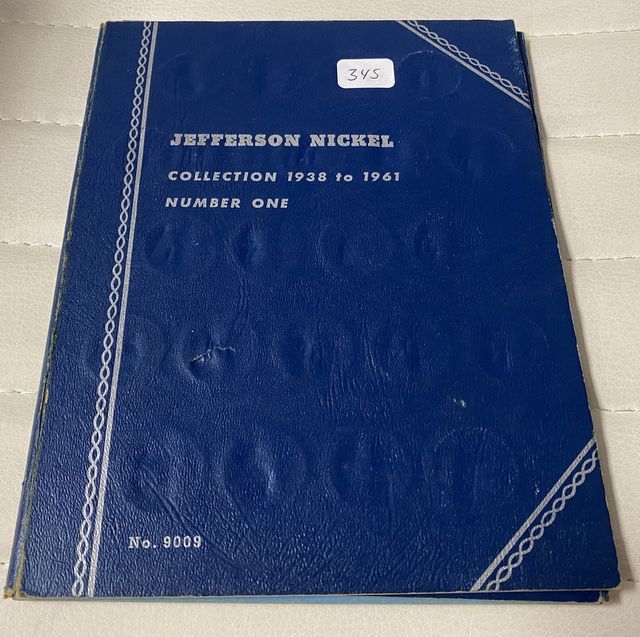 345
JEFFERSON NICKEL
COLLECTION 1938 to 1961
NUMBER ONE
No. 9009